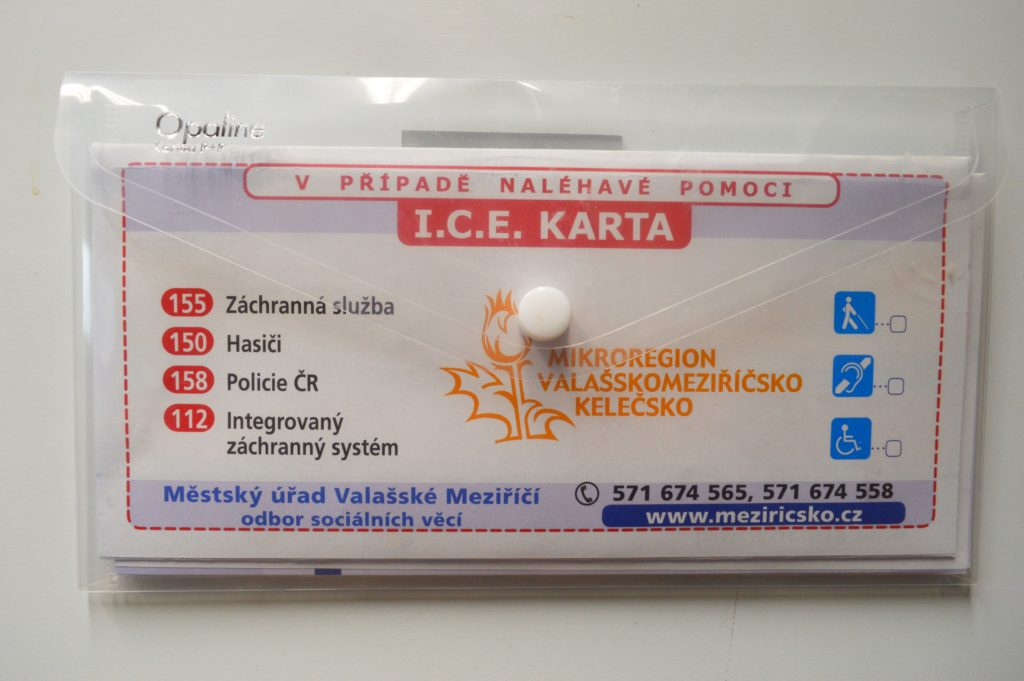 Opaline
V PŘÍPADĚ NALÉHAVÉ POMOCI
I.C.E. KARTA
155 Záchranná služba
150 Hasiči
158 Policie ČR
112 Integrovaný
záchranný systém
MIKROREGION
VALAŠSKOMEZIŘÍČSKO
KELEČSKO
Městský úřad Valašské Meziříčí
odbor sociálních věcí
571 674 565, 571 674 558
www.meziricsko.cz